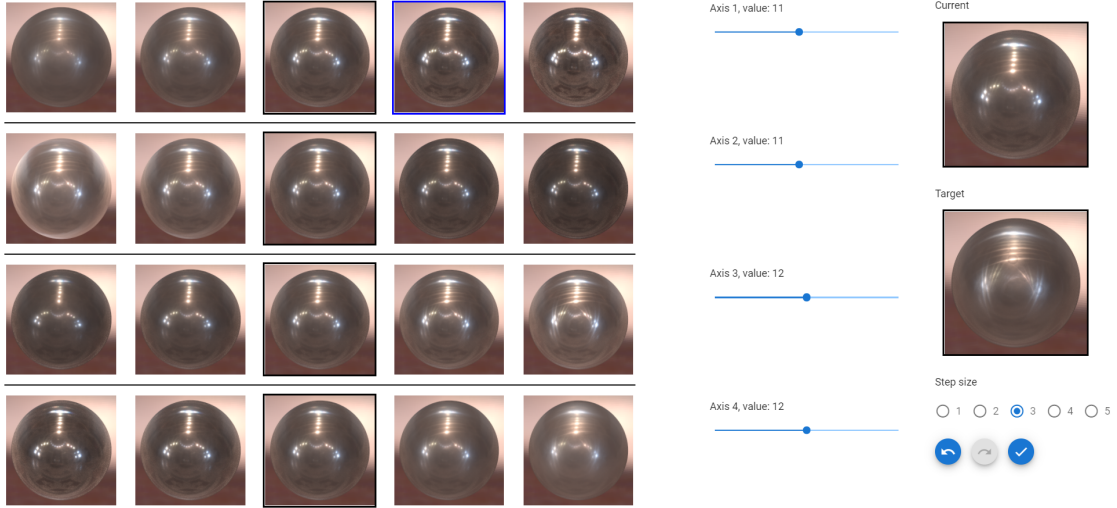 Axis 1, value: 11
Current
Axis 2, value: 11
Target
Axis 3, value: 12
Axis 4, value: 12
Step size
1 2 3 4 5